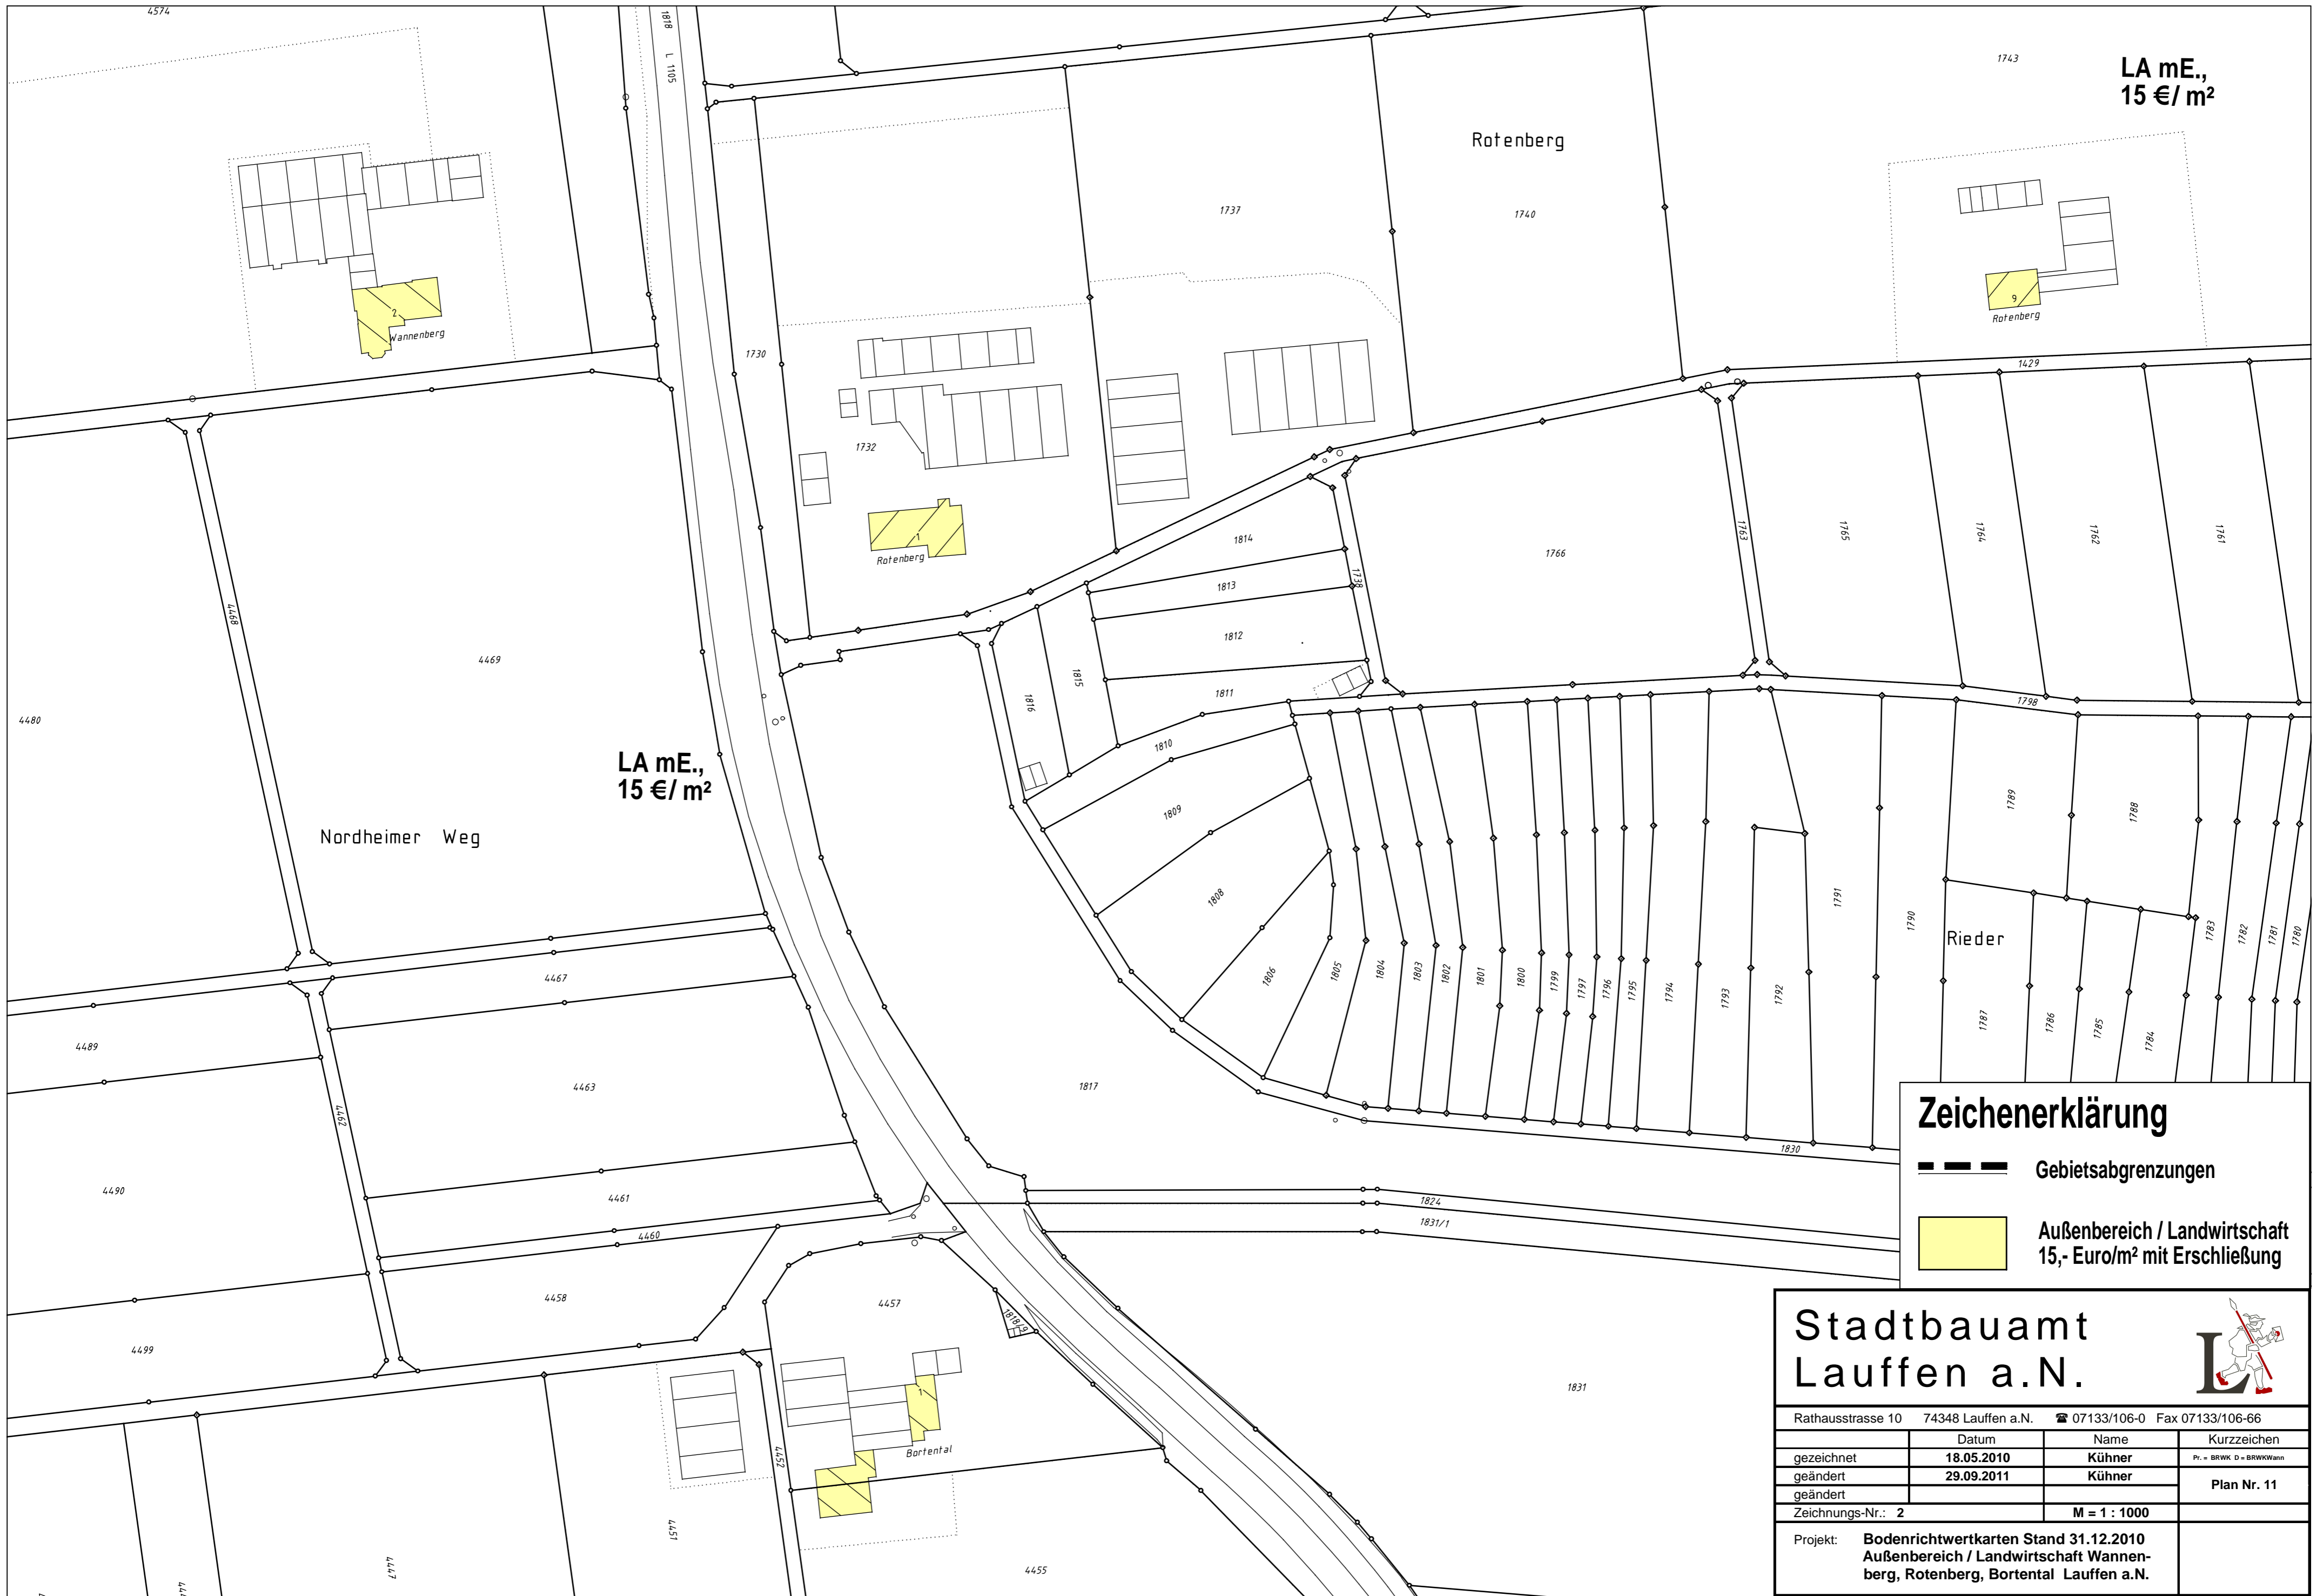 4574
1818 L 1105
1743
LA mE.,
15 €/ m²
Rotenberg
1737
1740
9
Rotenberg
2
Wannenberg
1730
1429
1732
1
Rotenberg
1814
1813
1738
1812
1811
1815
1816
1766
1763
1765
1764
1762
1761
4468
4469
4480
LA mE.,
15 €/ m²
Nordheimer Weg
1798
1810
1809
1808
1806
1805
1804
1803
1802
1801
1800
1799
1797
1796
1795
1794
1793
1792
1791
1790
1789
1788
Rieder
1787
1786
1785
1784
1783
1782
1781
1780
4467
4489
4463
4462
4490
4461
4460
4458
4499
4457
1818/9
1817
1830
1824
1831/1
1831
1
Bortental
4452
4451
4447
4455
Zeichenerklärung
Gebietsabgrenzungen
Außenbereich / Landwirtschaft
15,- Euro/m² mit Erschließung
Stadtbauamt
Lauffen a.N.
L
Rathausstrasse 10 74348 Lauffen a.N. ☎ 07133/106-0 Fax 07133/106-66
Datum Name Kurzzeichen
gezeichnet 18.05.2010 Kühner Pr. = BRWK D = BRWKWann
geändert 29.09.2011 Kühner Plan Nr. 11
geändert
Zeichnungs-Nr.: 2 M = 1 : 1000
Projekt: Bodenrichtwertkarten Stand 31.12.2010
Außenbereich / Landwirtschaft Wannen-
berg, Rotenberg, Bortental Lauffen a.N.